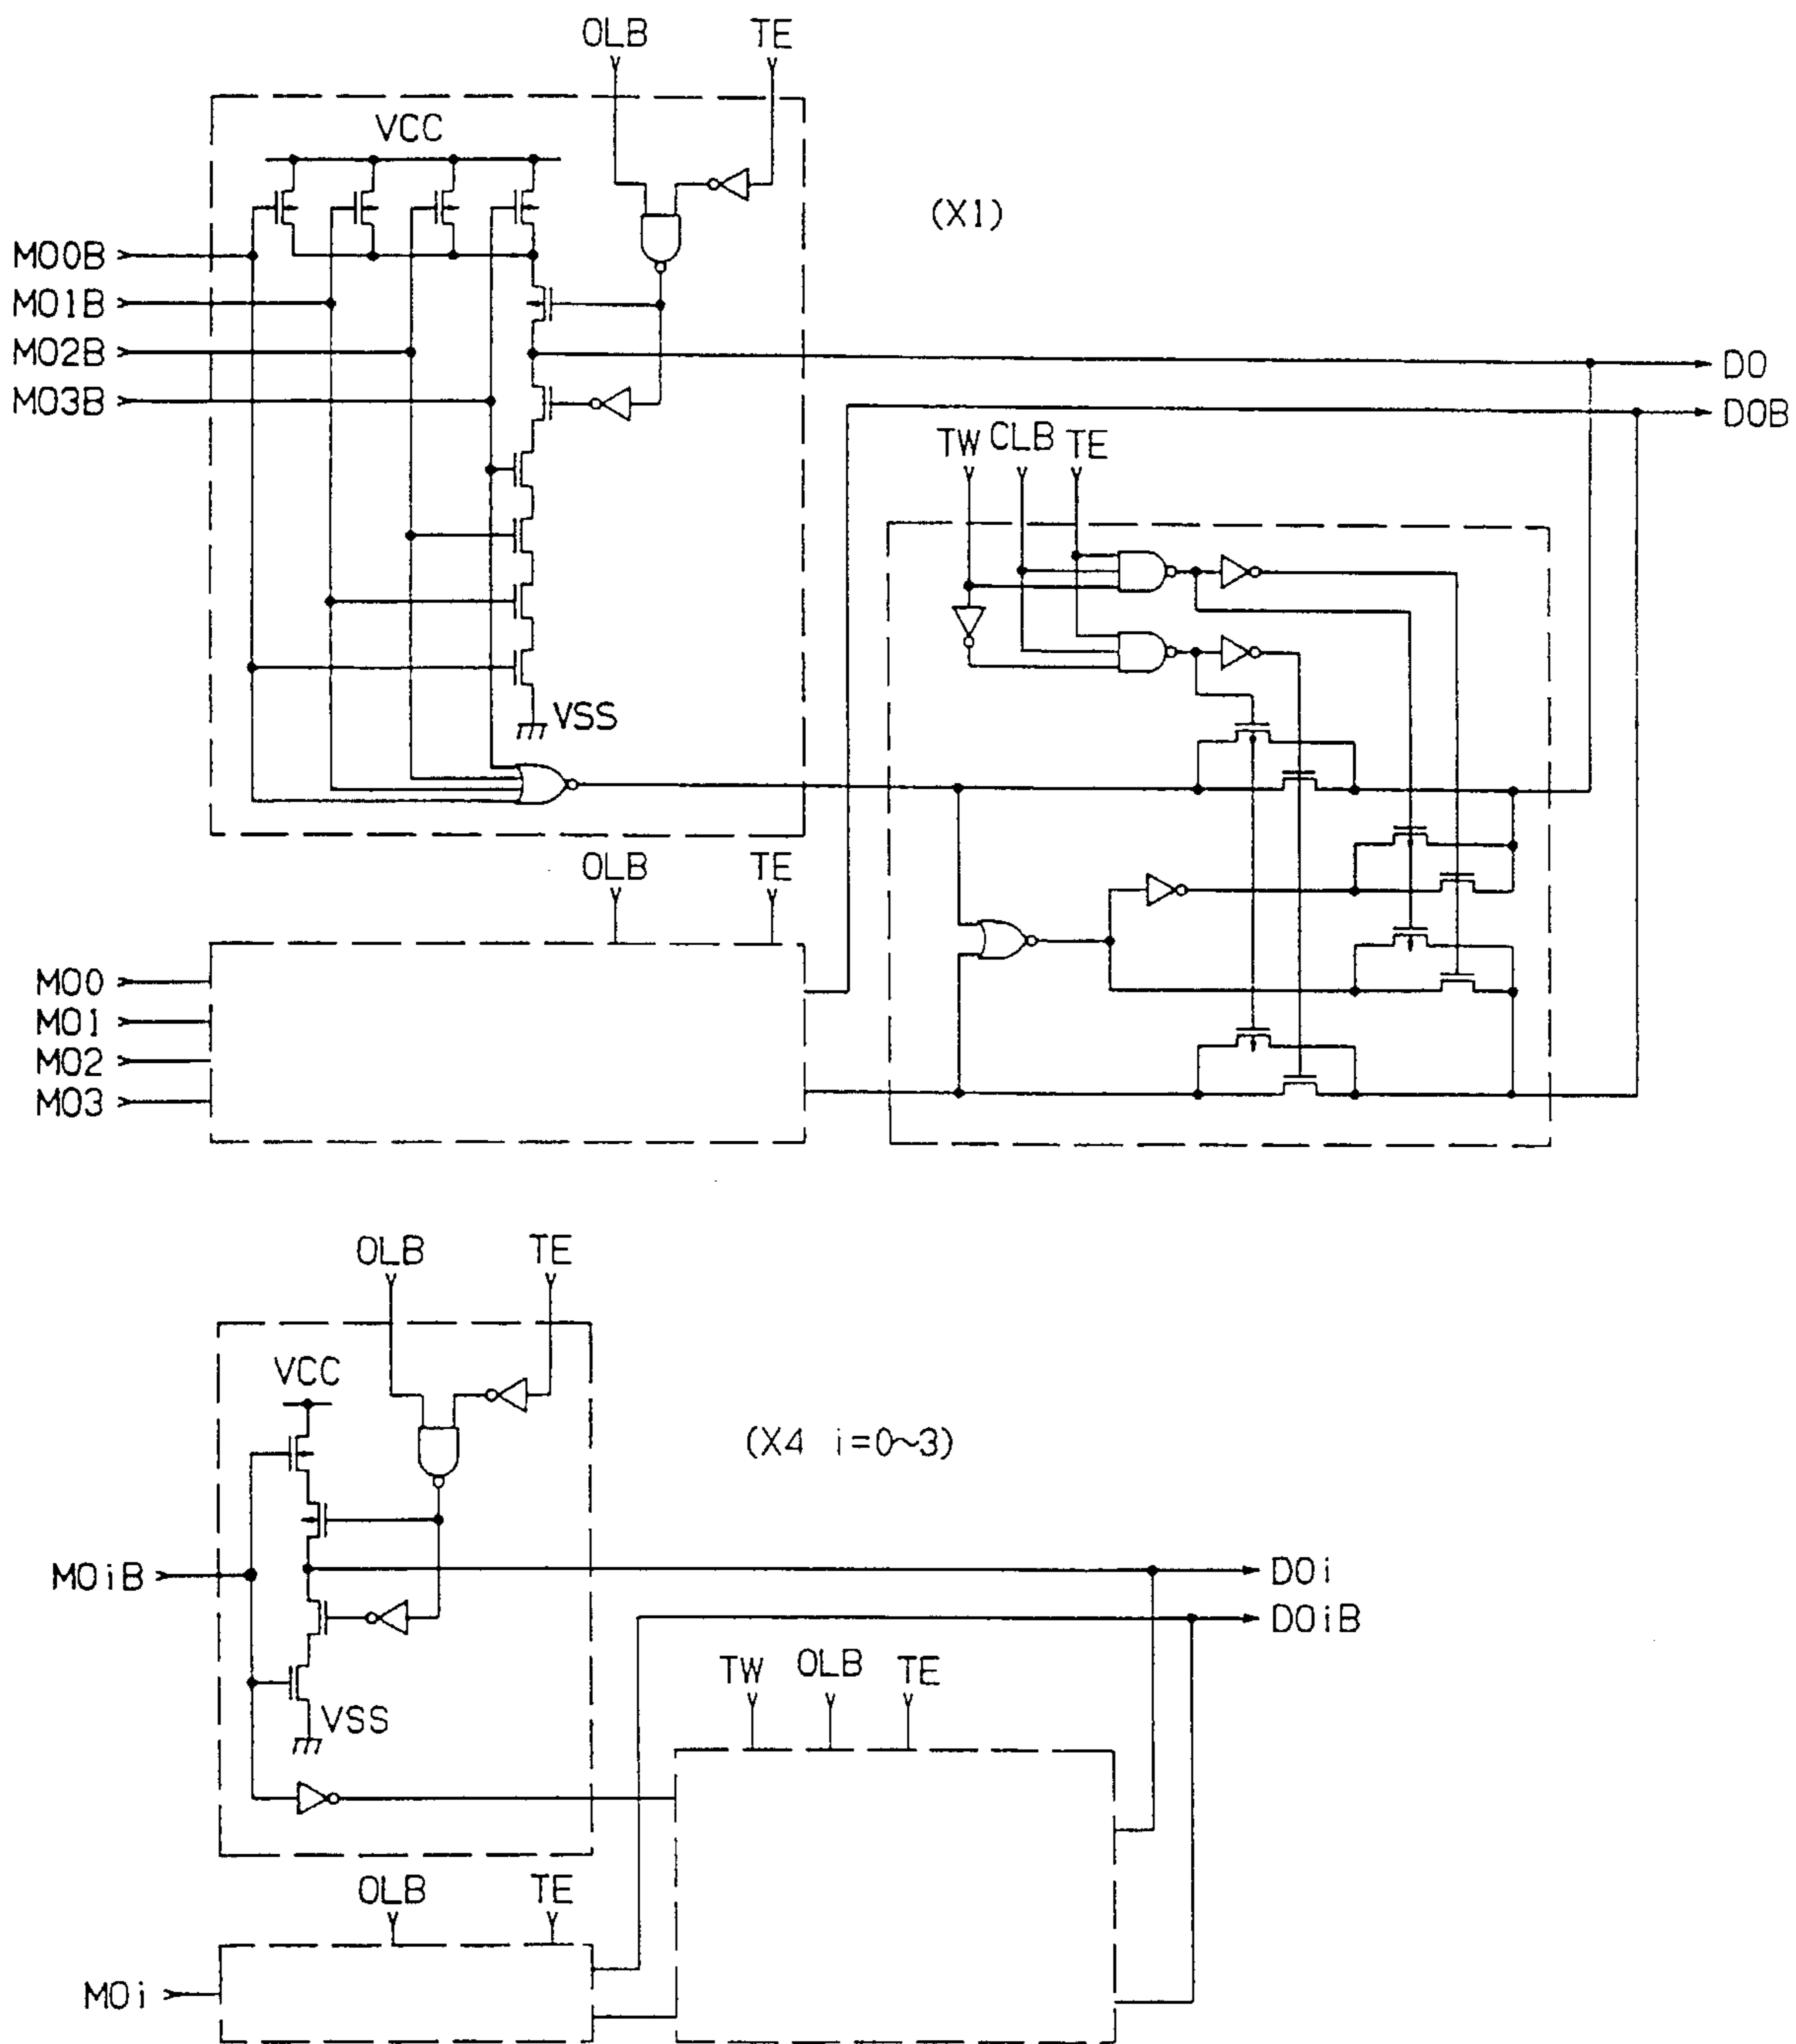 OLB TE
VCC
(X1)
MO0B
MO1B
MO2B
MO3B
DO
DOB
TW CLB TE
VSS
OLB TE
MO0
MO1
MO2
MO3
OLB TE
VCC
(X4 i=0~3)
MOiB
DOi
DOiB
TW OLB TE
VSS
OLB TE
MOi